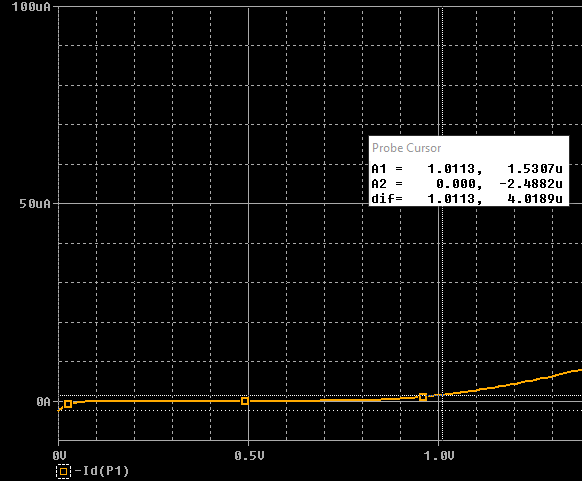 100uA
Probe Cursor
A1 = 1.0113, 1.5307u
A2 = 0.000, -2.4882u
dif= 1.0113, 4.0189u
50uA
0A
0V 0.5V 1.0V
-Id(P1)